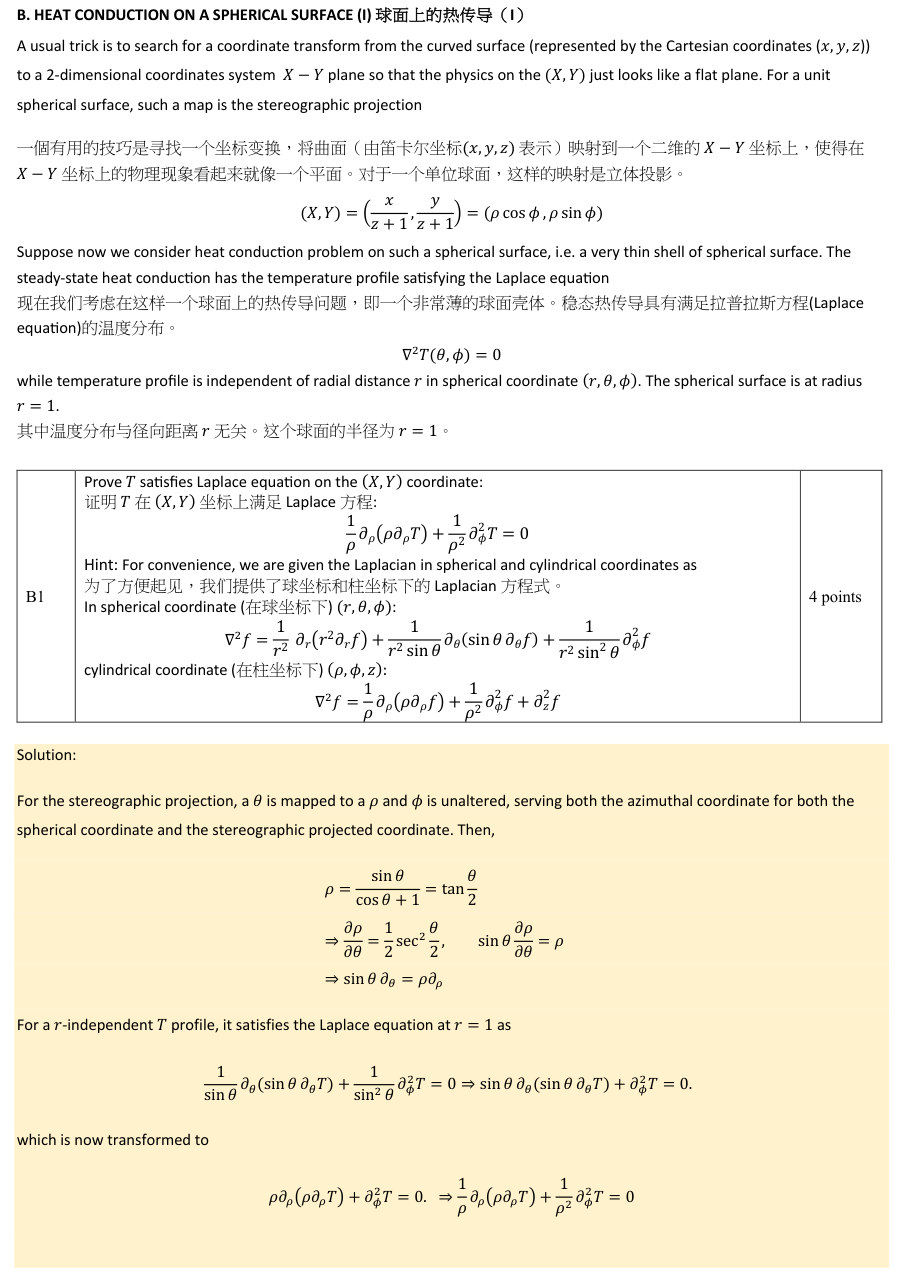 B. HEAT CONDUCTION ON A SPHERICAL SURFACE (I) 球面上的热传导（I）
A usual trick is to search for a coordinate transform from the curved surface (represented by the Cartesian coordinates (x, y, z))
to a 2-dimensional coordinates system X − Y plane so that the physics on the (X, Y) just looks like a flat plane. For a unit
spherical surface, such a map is the stereographic projection
一個有用的技巧是寻找一个坐标变换，将曲面（由笛卡尔坐标(x, y, z) 表示）映射到一个二维的 X − Y 坐标上，使得在
X − Y 坐标上的物理现象看起来就像一个平面。对于一个单位球面，这样的映射是立体投影。
(X, Y) = (x/(z + 1), y/(z + 1)) = (ρ cos ϕ , ρ sin ϕ)
Suppose now we consider heat conduction problem on such a spherical surface, i.e. a very thin shell of spherical surface. The
steady-state heat conduction has the temperature profile satisfying the Laplace equation
现在我们考虑在这样一个球面上的热传导问题，即一个非常薄的球面壳体。稳态热传导具有满足拉普拉斯方程(Laplace
equation)的温度分布。
∇²T(θ, ϕ) = 0
while temperature profile is independent of radial distance r in spherical coordinate (r, θ, ϕ). The spherical surface is at radius
r = 1.
其中温度分布与径向距离 r 无关。这个球面的半径为 r = 1。
B1
Prove T satisfies Laplace equation on the (X, Y) coordinate:
证明 T 在 (X, Y) 坐标上满足 Laplace 方程:
1/ρ ∂ρ(ρ∂ρT) + 1/ρ² ∂ϕ²T = 0
Hint: For convenience, we are given the Laplacian in spherical and cylindrical coordinates as
为了方便起见，我们提供了球坐标和柱坐标下的 Laplacian 方程式。
In spherical coordinate (在球坐标下) (r, θ, ϕ):
∇²f = 1/r² ∂r(r²∂rf) + 1/(r² sin θ) ∂θ(sin θ ∂θf) + 1/(r² sin² θ) ∂ϕ²f
cylindrical coordinate (在柱坐标下) (ρ, ϕ, z):
∇²f = 1/ρ ∂ρ(ρ∂ρf) + 1/ρ² ∂ϕ²f + ∂z²f
4 points
Solution:
For the stereographic projection, a θ is mapped to a ρ and ϕ is unaltered, serving both the azimuthal coordinate for both the
spherical coordinate and the stereographic projected coordinate. Then,
ρ = sin θ/(cos θ + 1) = tan θ/2
⇒ ∂ρ/∂θ = 1/2 sec² θ/2, sin θ ∂ρ/∂θ = ρ
⇒ sin θ ∂θ = ρ∂ρ
For a r-independent T profile, it satisfies the Laplace equation at r = 1 as
1/sin θ ∂θ(sin θ ∂θT) + 1/sin² θ ∂ϕ²T = 0 ⇒ sin θ ∂θ(sin θ ∂θT) + ∂ϕ²T = 0.
which is now transformed to
ρ∂ρ(ρ∂ρT) + ∂ϕ²T = 0. ⇒ 1/ρ ∂ρ(ρ∂ρT) + 1/ρ² ∂ϕ²T = 0